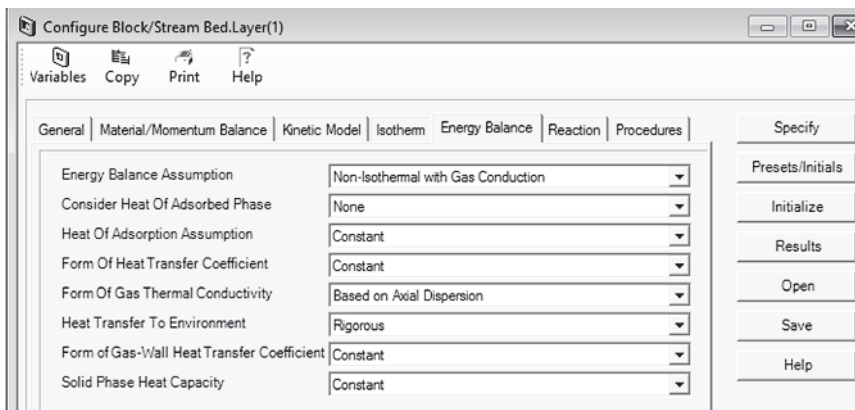 Configure Block/Stream Bed.Layer(1)
Variables Copy Print Help
General Material/Momentum Balance Kinetic Model Isotherm Energy Balance Reaction Procedures
Energy Balance Assumption Non-Isothermal with Gas Conduction
Consider Heat Of Adsorbed Phase None
Heat Of Adsorption Assumption Constant
Form Of Heat Transfer Coefficient Constant
Form Of Gas Thermal Conductivity Based on Axial Dispersion
Heat Transfer To Environment Rigorous
Form of Gas-Wall Heat Transfer Coefficient Constant
Solid Phase Heat Capacity Constant
Specify
Presets/Initials
Initialize
Results
Open
Save
Help